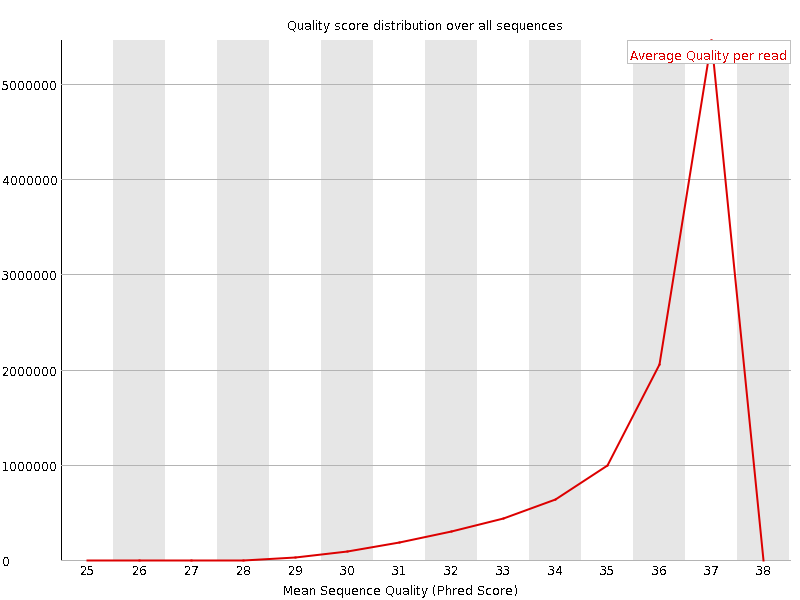 Quality score distribution over all sequences
Average Quality per read
5000000
4000000
3000000
2000000
1000000
0
25 26 27 28 29 30 31 32 33 34 35 36 37 38
Mean Sequence Quality (Phred Score)